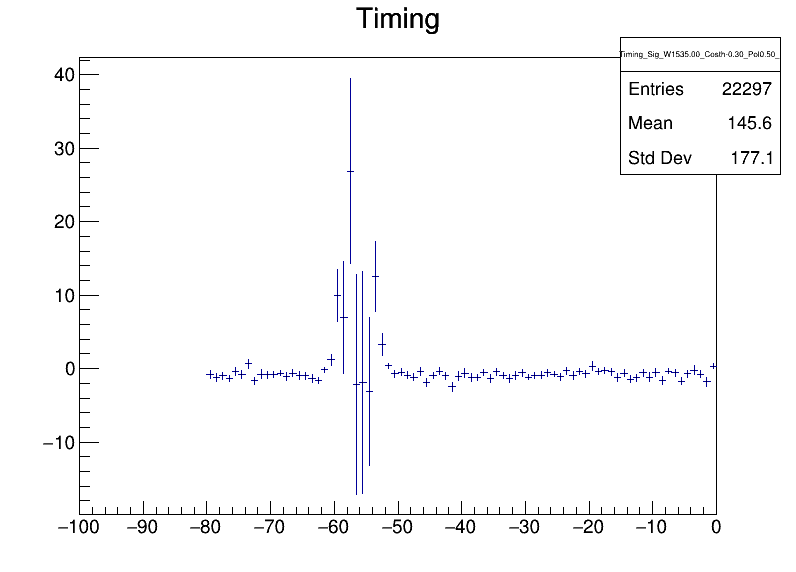 Timing
Timing_Sig_W1535.00_Costh-0.30_Pol0.50_
Entries 22297
Mean 145.6
Std Dev 177.1
40
30
20
10
0
−10
−100 −90 −80 −70 −60 −50 −40 −30 −20 −10 0